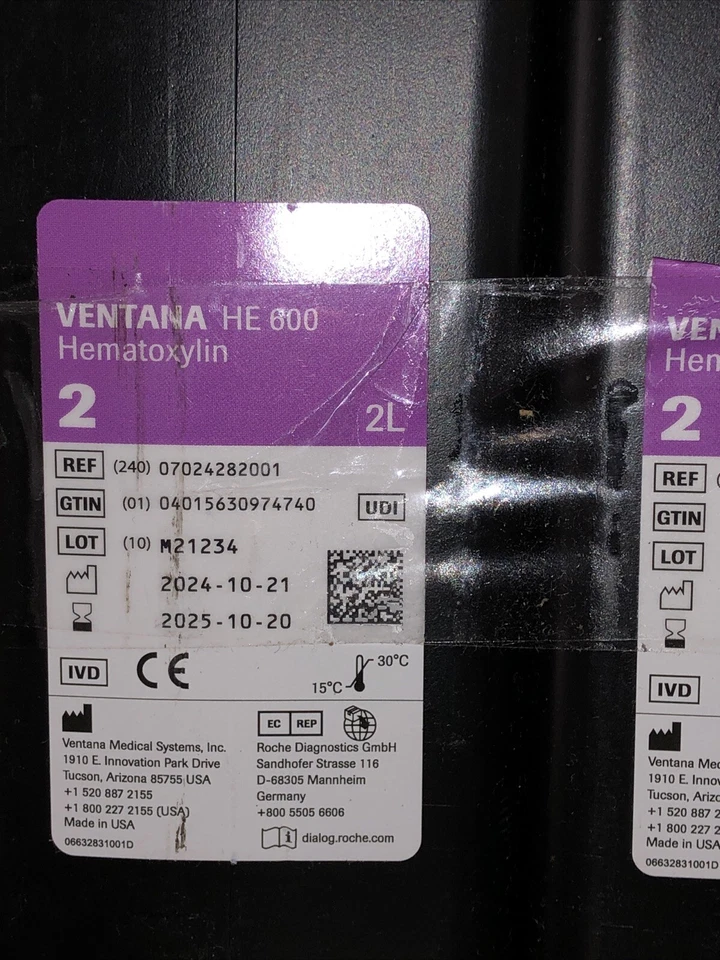 VENTANA HE 600
Hematoxylin
2
2L
REF (240) 07024282001
GTIN (01) 04015630974740
UDI
LOT (10) M21234
2024-10-21
2025-10-20
IVD CE
15°C 30°C
Ventana Medical Systems, Inc.
1910 E. Innovation Park Drive
Tucson, Arizona 85755 USA
+1 520 887 2155
+1 800 227 2155 (USA)
Made in USA
06632831001D
EC REP
Roche Diagnostics GmbH
Sandhofer Strasse 116
D-68305 Mannheim
Germany
+800 5505 6606
dialog.roche.com
VEN
Hem
2
REF (
GTIN
LOT
IVD
Ventana Med
1910 E. Innov
Tucson, Arizo
+1 520 887 2
+1 800 227 2
Made in USA
06632831001D